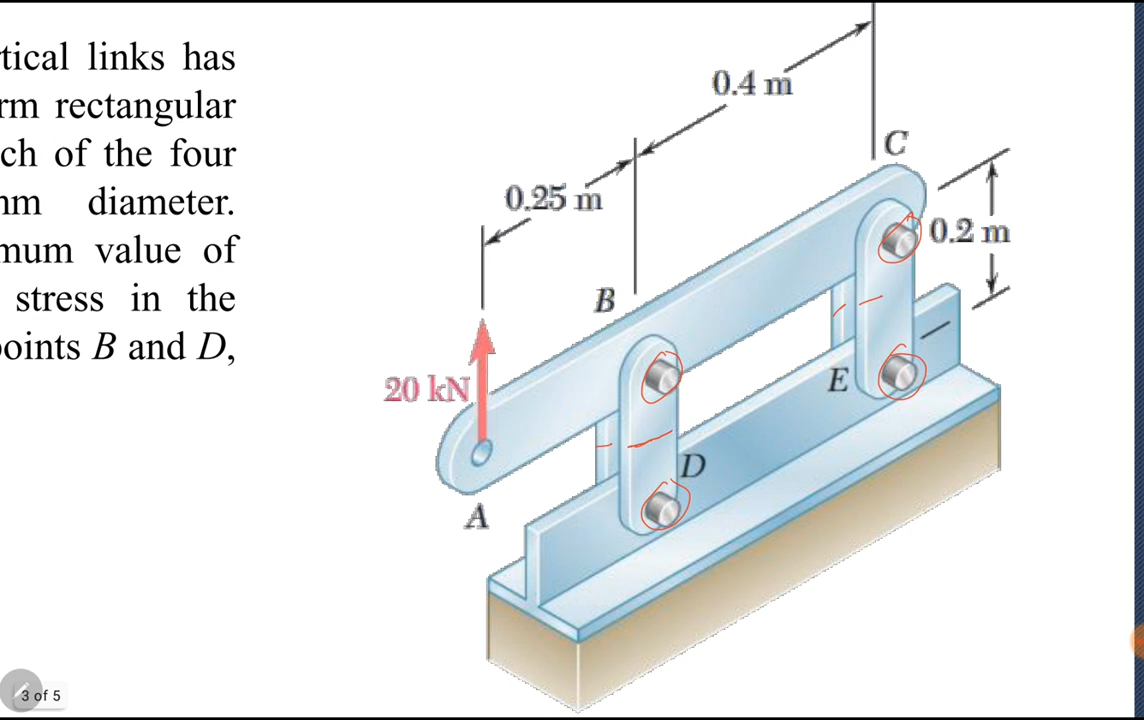 tical links has
rm rectangular
ch of the four
diameter.
mum value of
stress in the
oints B and D,
0.4 m
C
0.25 m
0.2 m
B
20 kN
E
D
A
3 of 5